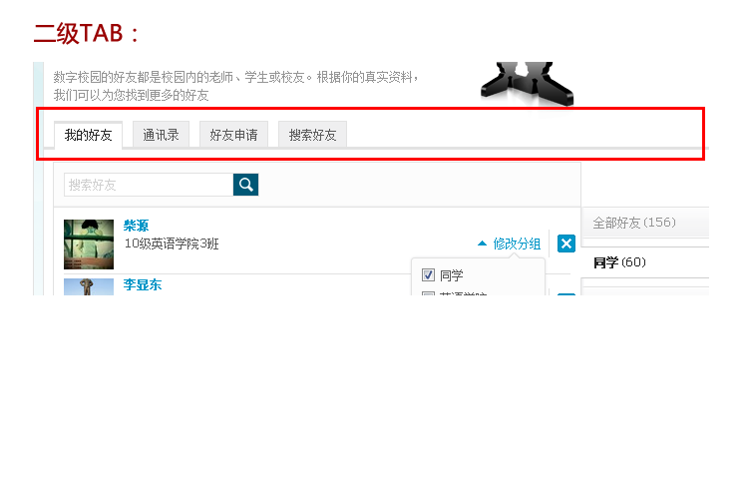 二级TAB：
数字校园的好友都是校园内的老师、学生或校友。根据你的真实资料，
我们可以为您找到更多的好友
我的好友 通讯录 好友申请 搜索好友
搜索好友
柴源
10级英语学院3班
修改分组
全部好友(156)
同学(60)
同学
李显东